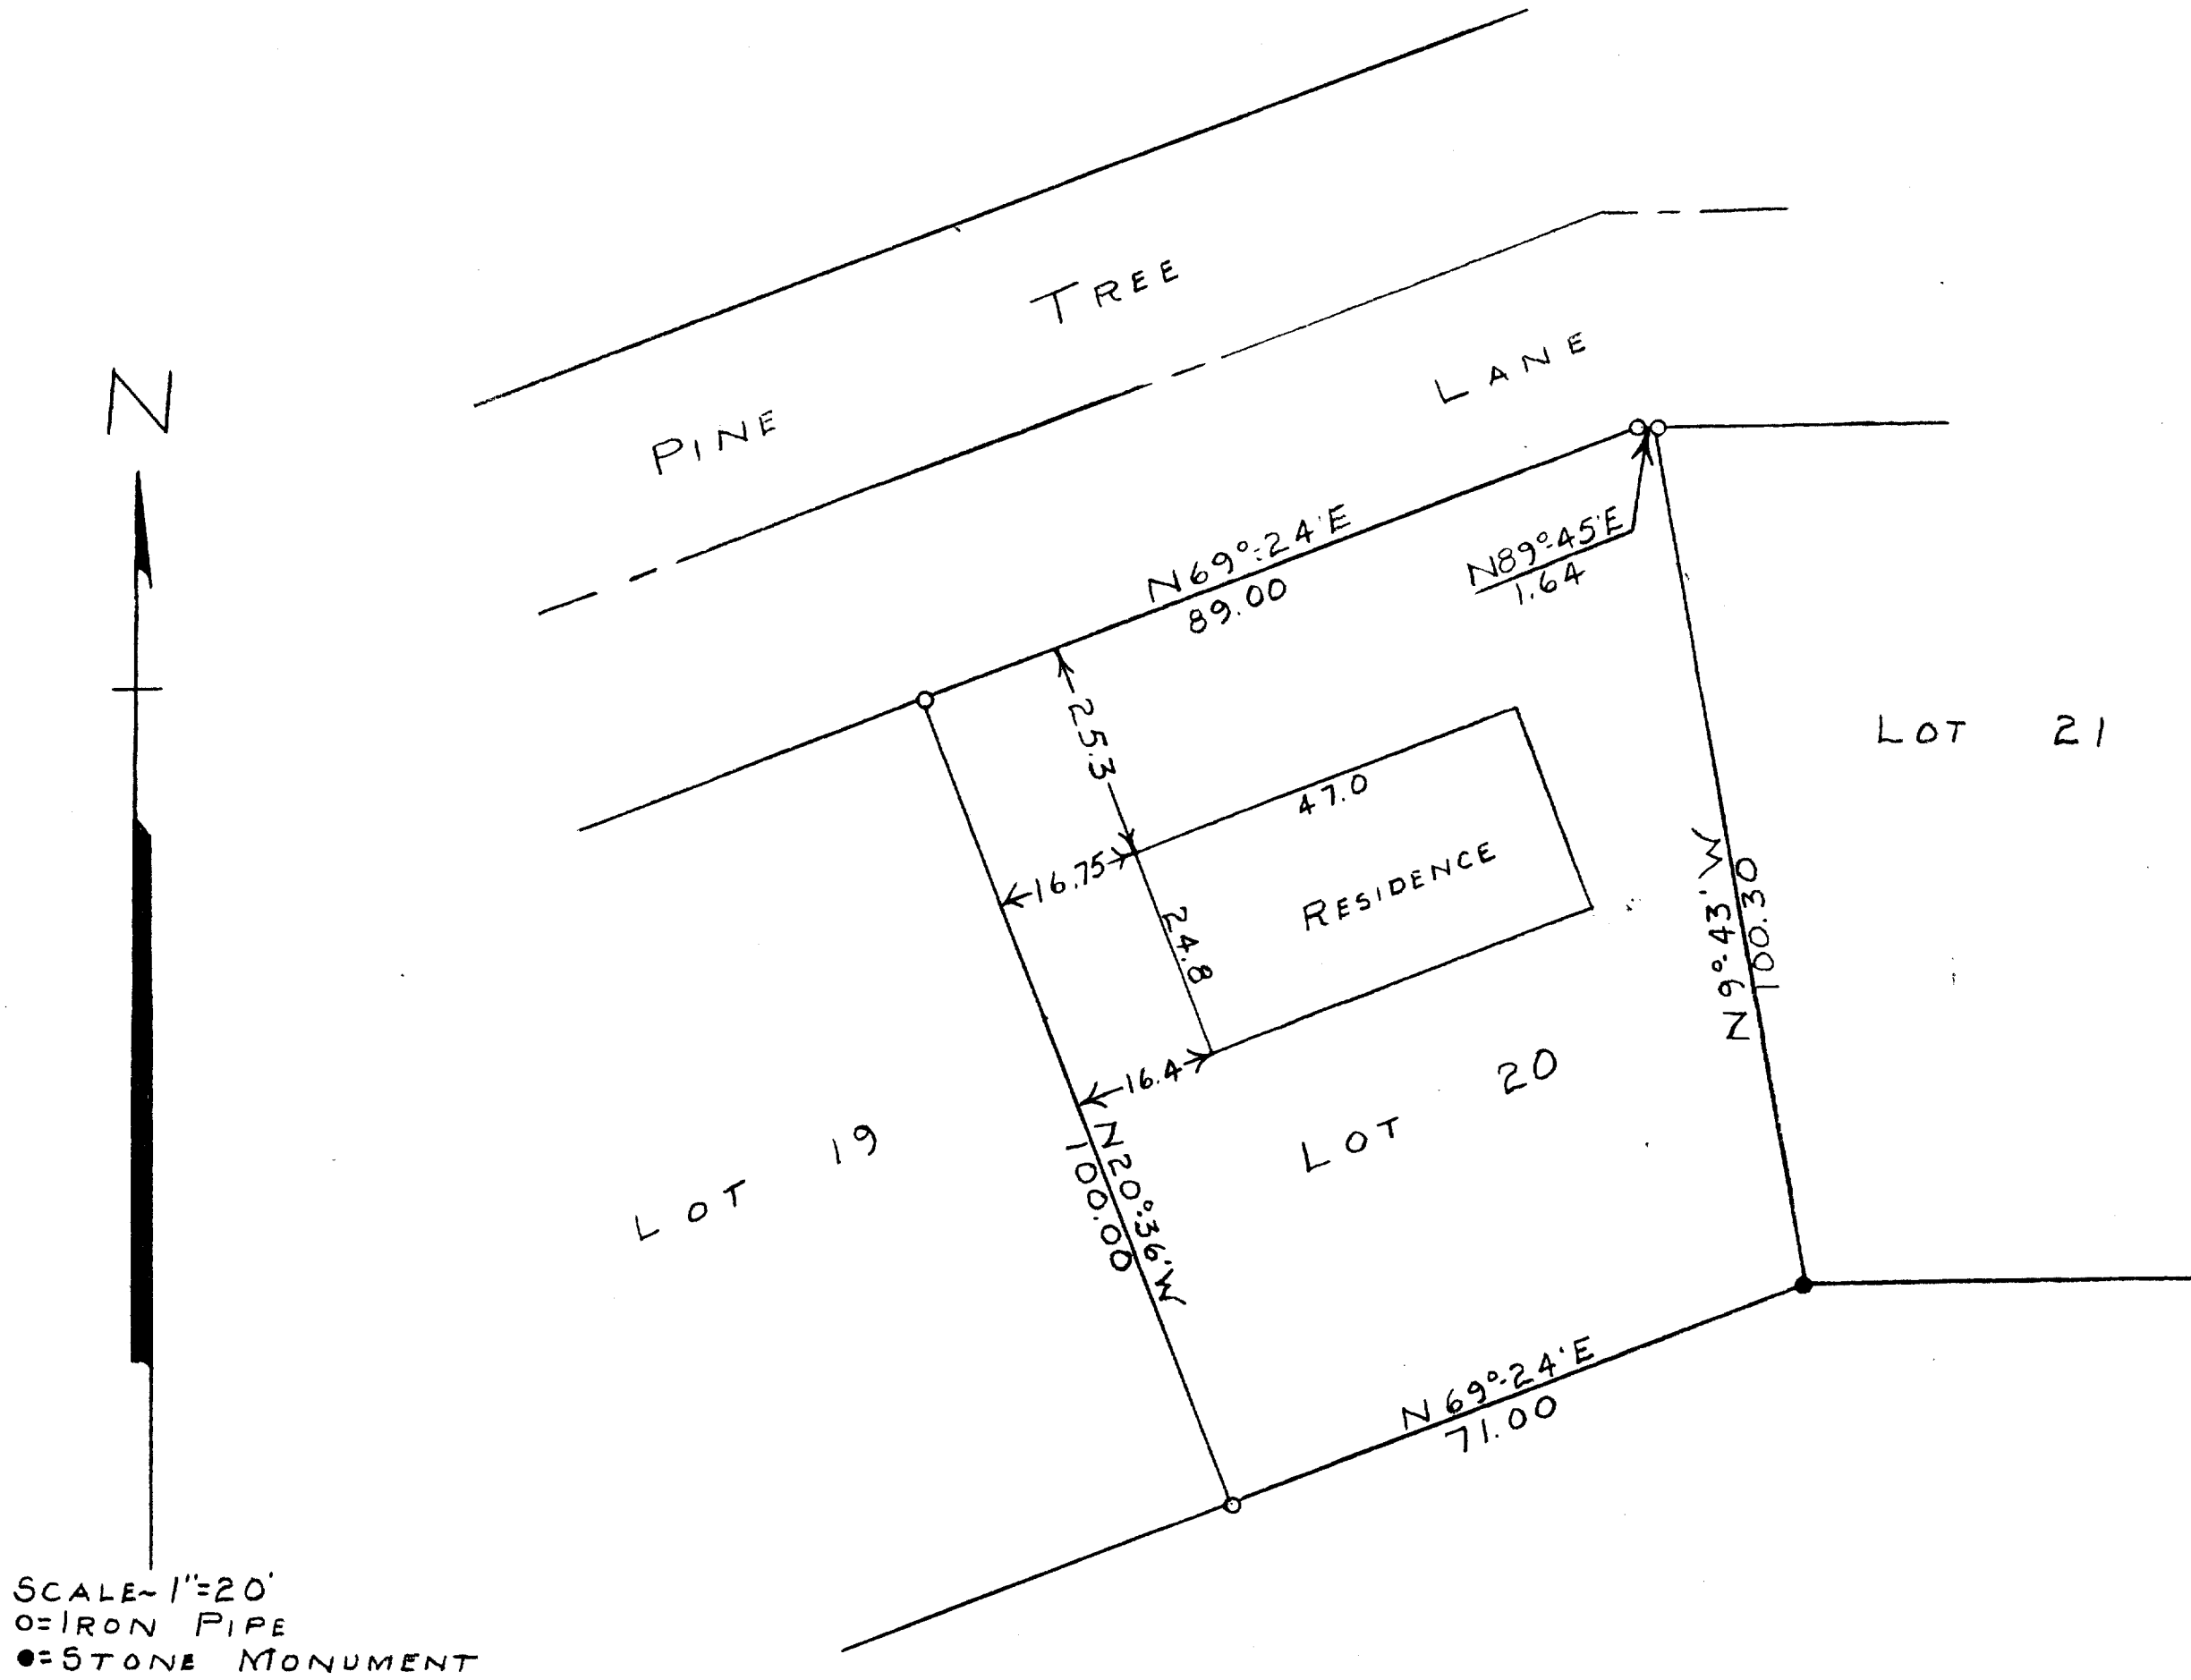 PINE TREE LANE
N
N69°-24'E
89.00
N89°-45'E
1.64
25.3
47.0
16.75
RESIDENCE
24.8
16.4
LOT 21
N9°-43'W
100.30
LOT 20
LOT 19
N20°-36'W
100.00
N69°-24'E
71.00
SCALE~1"=20'
O=IRON PIPE
●=STONE MONUMENT